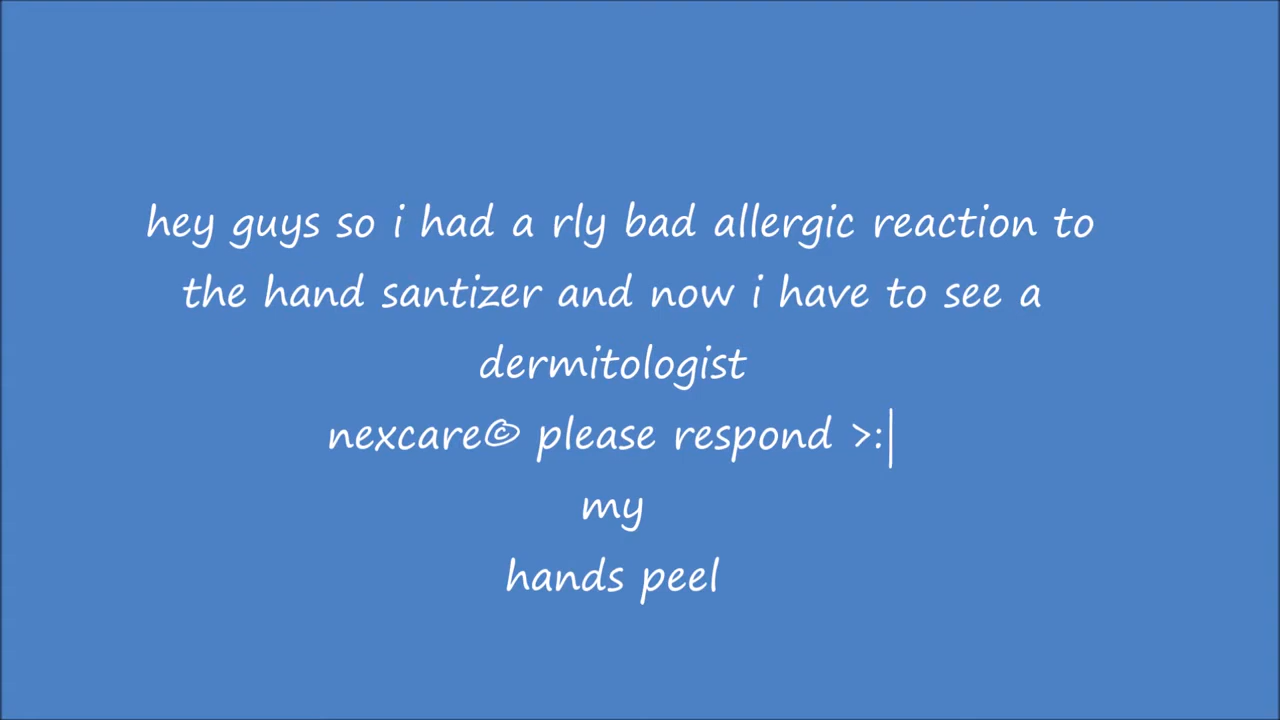 hey guys so i had a rly bad allergic reaction to
the hand santizer and now i have to see a
dermitologist
nexcare© please respond >:|
my
hands peel